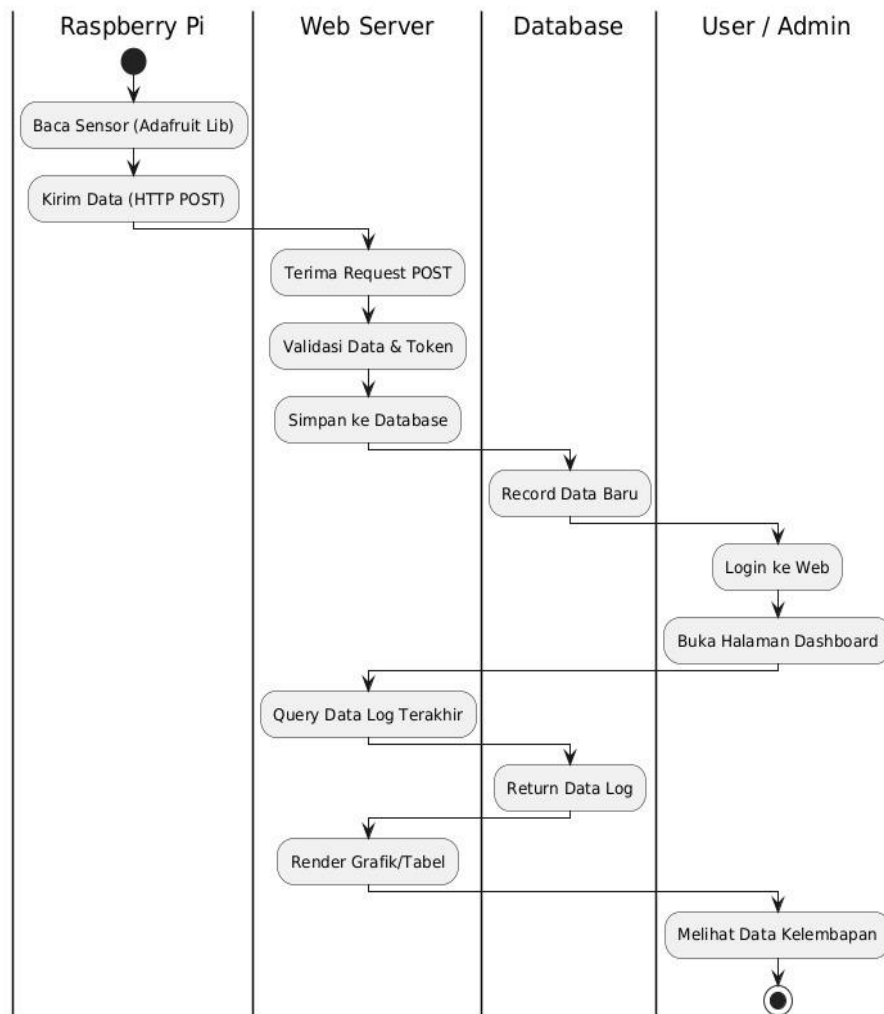 Raspberry Pi
Web Server
Database
User / Admin
Baca Sensor (Adafruit Lib)
Kirim Data (HTTP POST)
Terima Request POST
Validasi Data & Token
Simpan ke Database
Record Data Baru
Login ke Web
Buka Halaman Dashboard
Query Data Log Terakhir
Return Data Log
Render Grafik/Tabel
Melihat Data Kelembapan